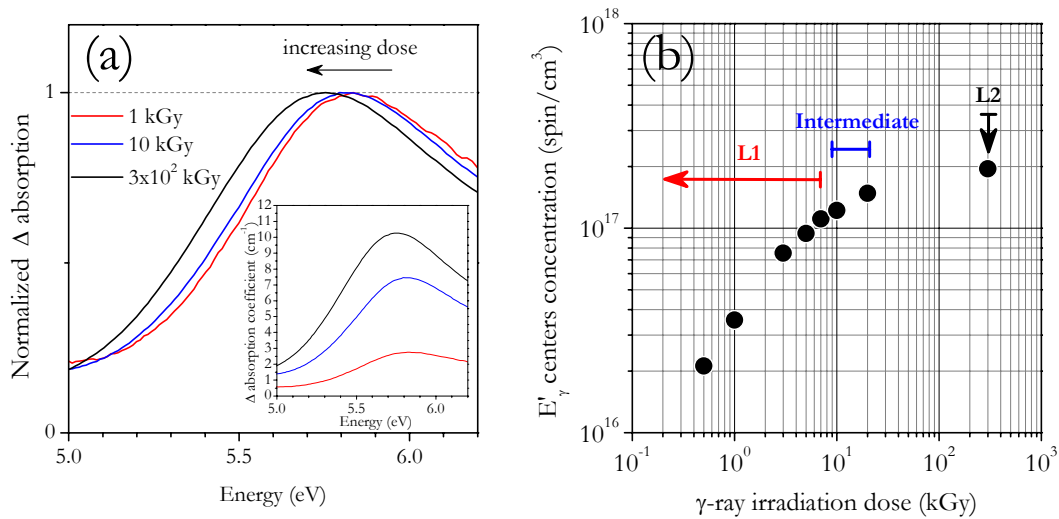 (a)
increasing dose
1 kGy
10 kGy
3x10² kGy
Normalized Δ absorption
1
0
5.0 5.5 6.0
Energy (eV)
Δ absorption coefficient (cm⁻¹)
12
11
10
9
8
7
6
5
4
3
2
1
0
5.0 5.5 6.0
Energy (eV)
(b)
L2
Intermediate
L1
E'γ centers concentration (spin/cm³)
10¹⁸
10¹⁷
10¹⁶
10⁻¹ 10⁰ 10¹ 10² 10³
γ-ray irradiation dose (kGy)